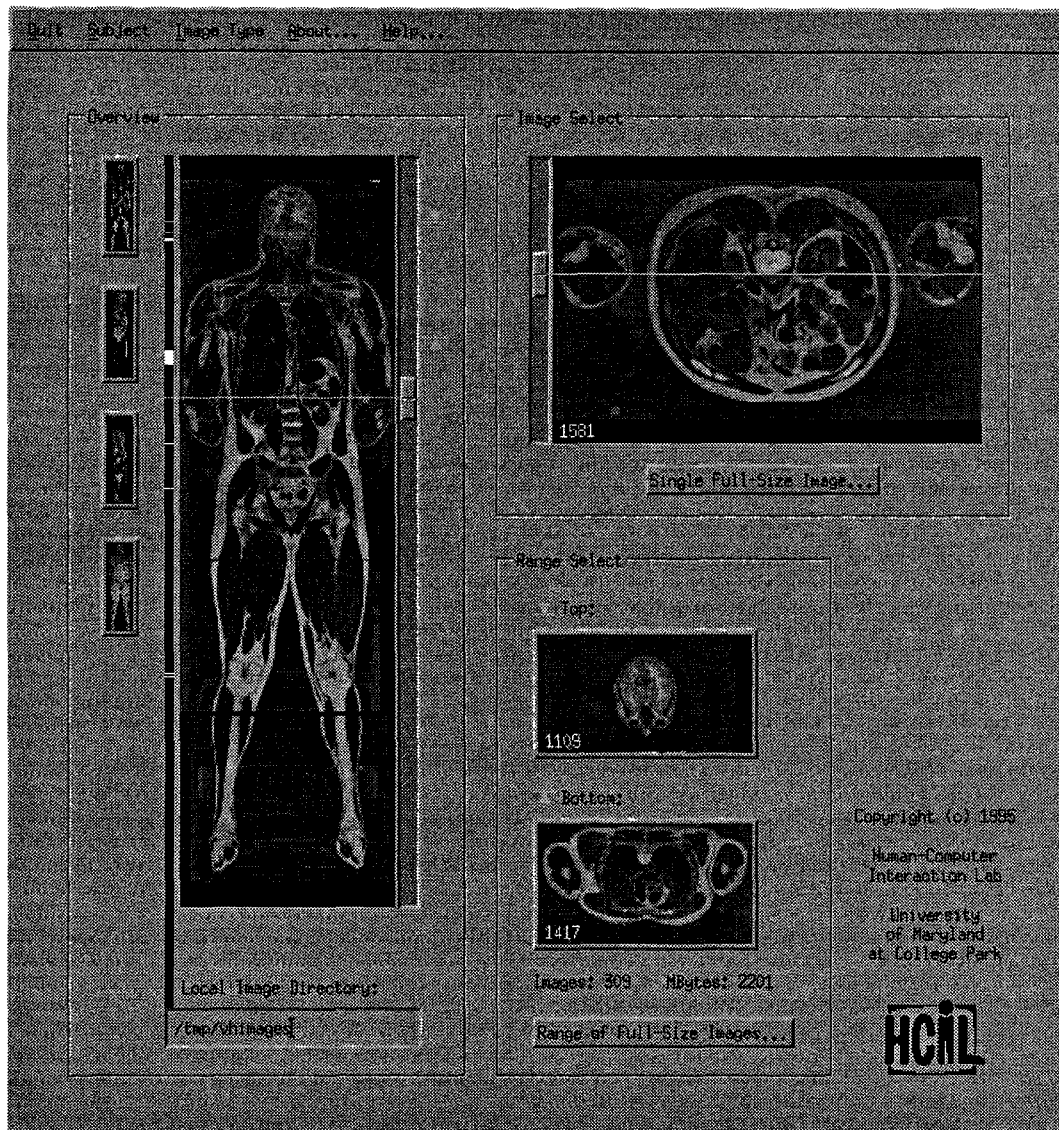 Quit Subject Image Type About... Help...
Overview
Image Select
1581
Single Full-Size Image...
Range Select
Top:
1109
Bottom:
1417
Images: 309 MBytes: 2201
Range of Full-Size Images...
Local Image Directory:
/tmp/vhimages
Copyright (c) 1995
Human-Computer
Interaction Lab
University
of Maryland
at College Park
HCIL